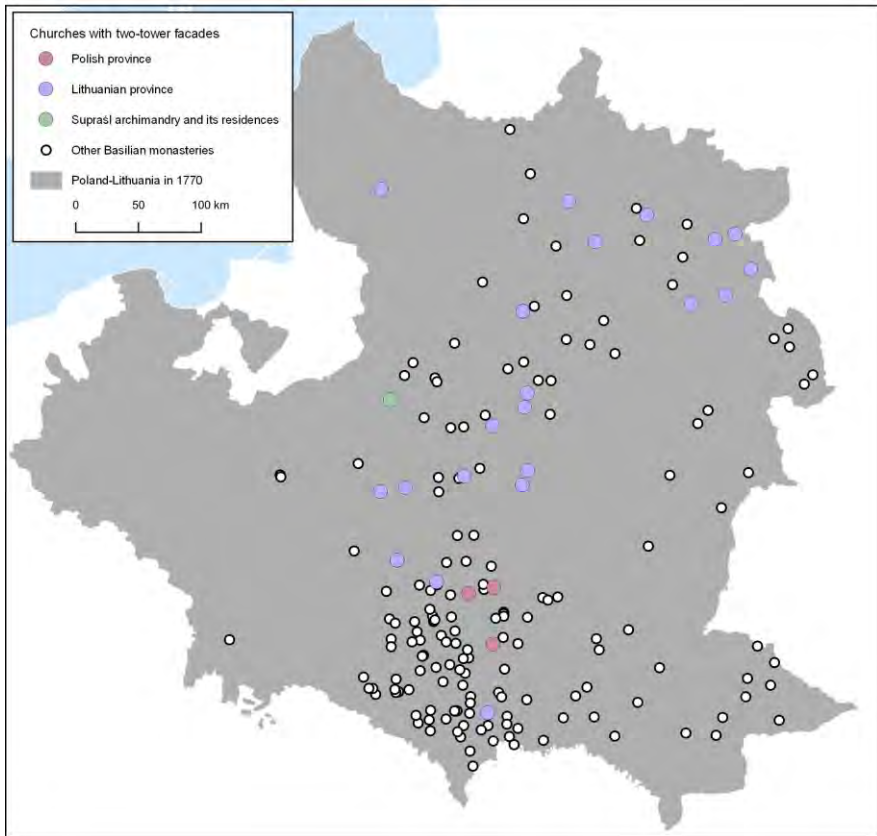 Churches with two-tower facades
Polish province
Lithuanian province
Suprasl archimandry and its residences
Other Basilian monasteries
Poland-Lithuania in 1770
0 50 100 km